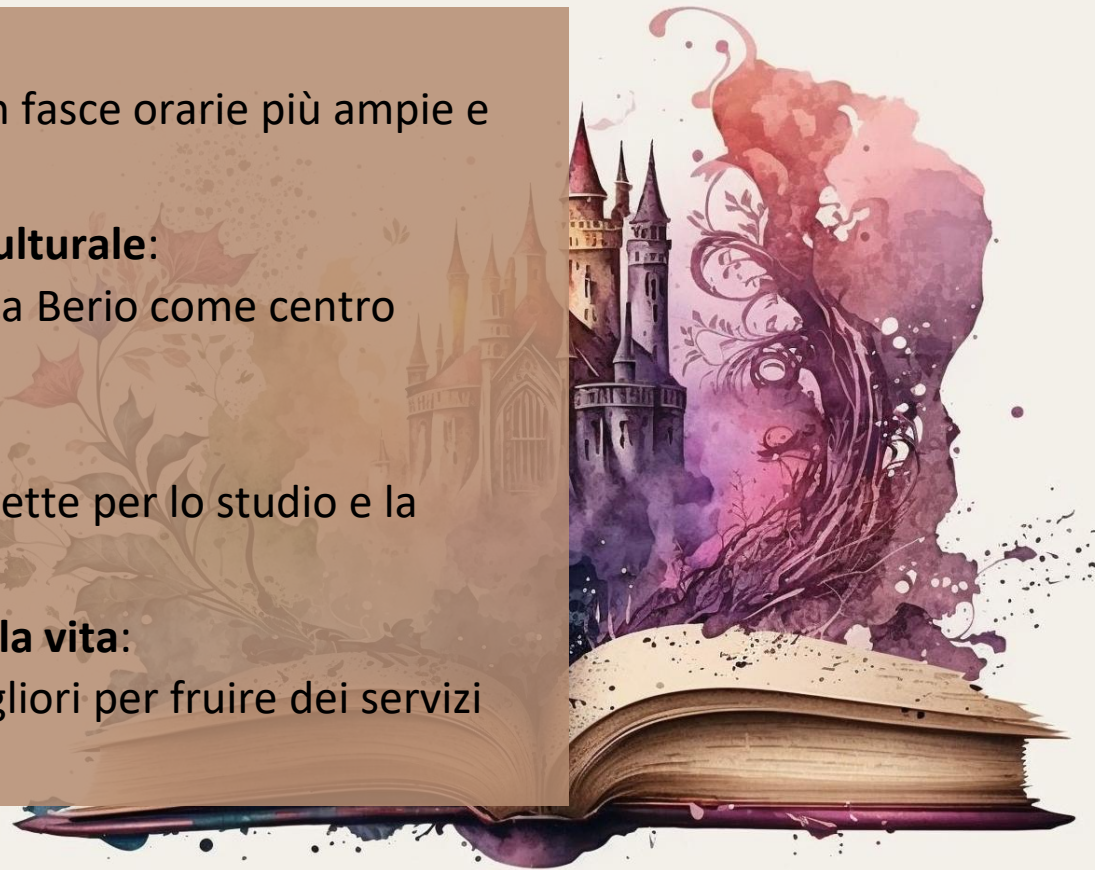 n fasce orarie più ampie e
ulturale:
a Berio come centro
ette per lo studio e la
la vita:
gliori per fruire dei servizi